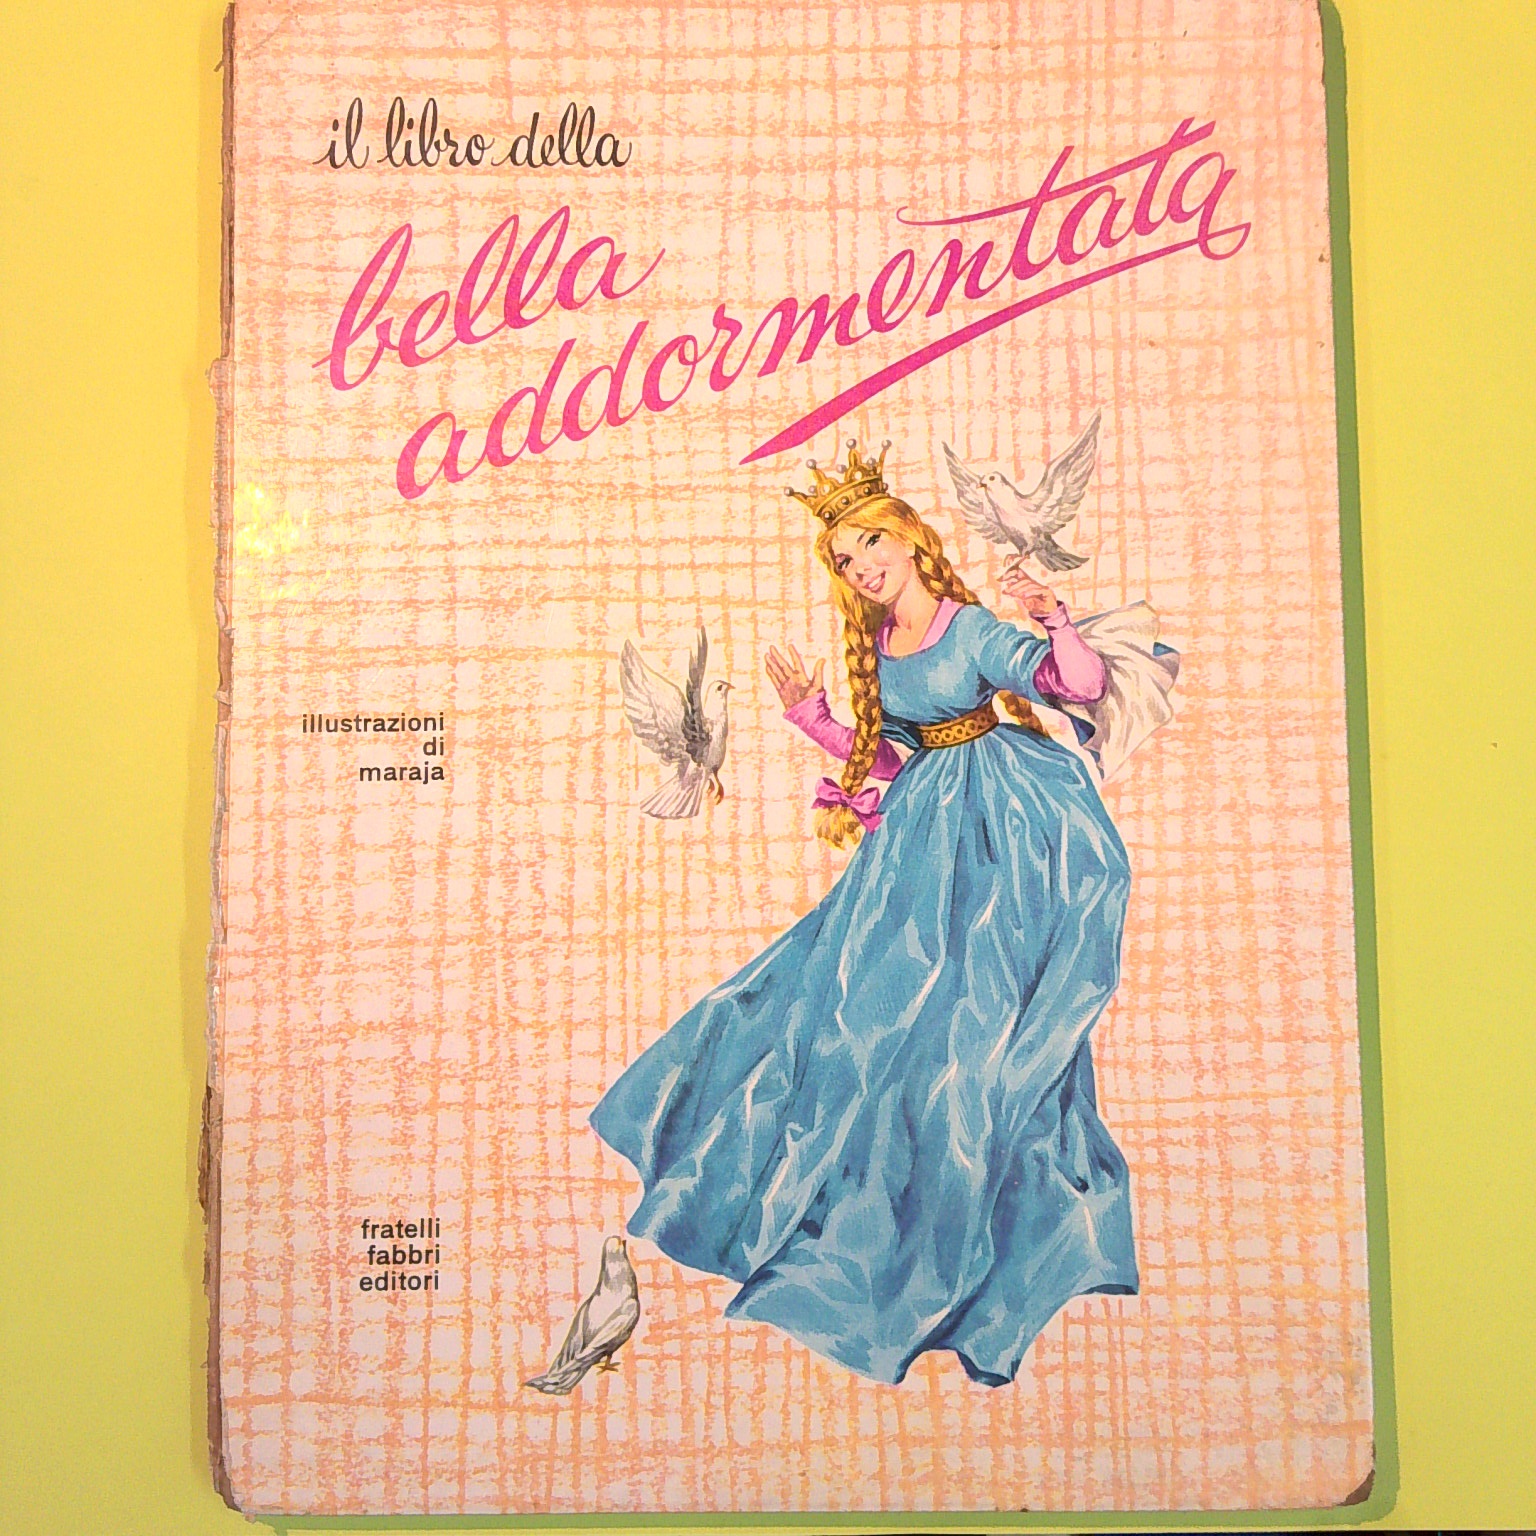 il libro della
bella
addormentata
illustrazioni
di
maraja
fratelli
fabbri
editori